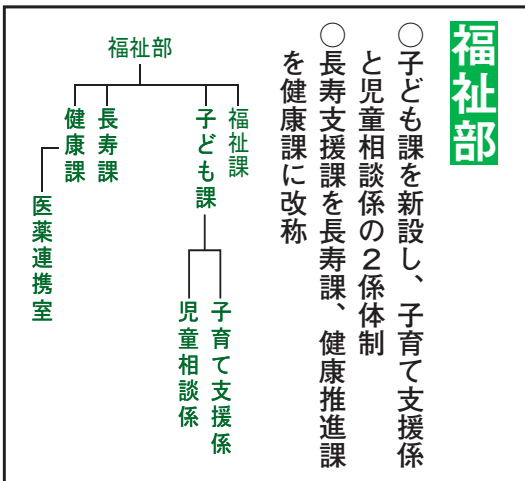 福祉部
○子ども課を新設し、子育て支援係
と児童相談係の2係体制
○長寿支援課を長寿課、健康推進課
を健康課に改称
福祉部
福祉課
子ども課
長寿課
健康課
子育て支援係
児童相談係
医薬連携室